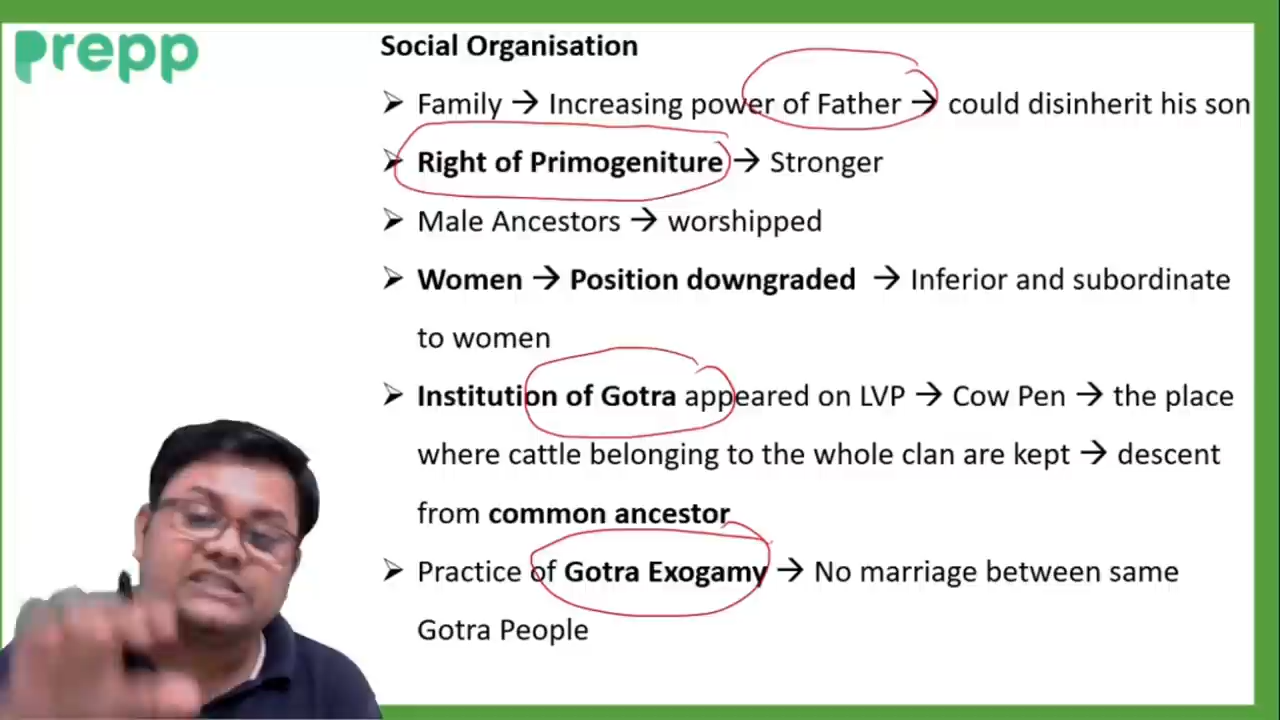 prepp
Social Organisation
➢ Family → Increasing power of Father → could disinherit his son
➢ Right of Primogeniture → Stronger
➢ Male Ancestors → worshipped
➢ Women → Position downgraded → Inferior and subordinate
to women
➢ Institution of Gotra appeared on LVP → Cow Pen → the place
where cattle belonging to the whole clan are kept → descent
from common ancestor
➢ Practice of Gotra Exogamy → No marriage between same
Gotra People